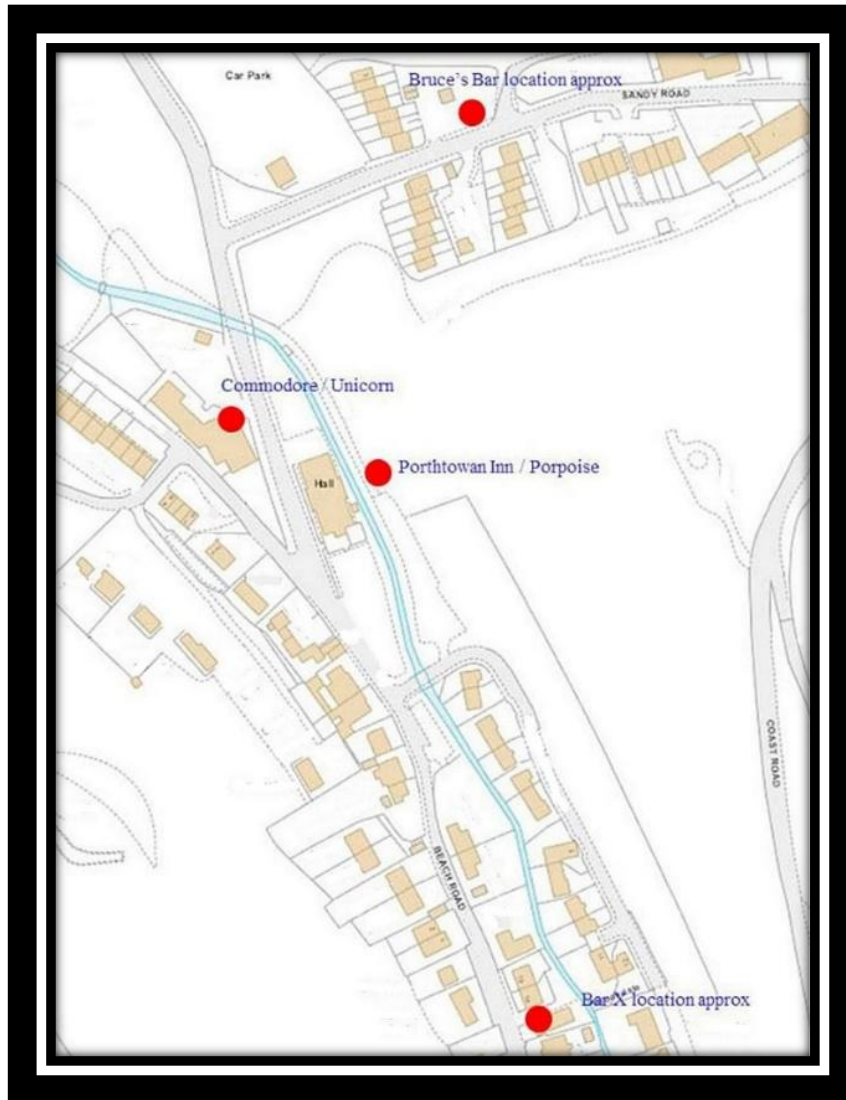 Car Park
Bruce's Bar location approx
SANDY ROAD
Commodore / Unicorn
Porthtowan Inn / Porpoise
Hall
COAST ROAD
BEACH ROAD
Bar X location approx